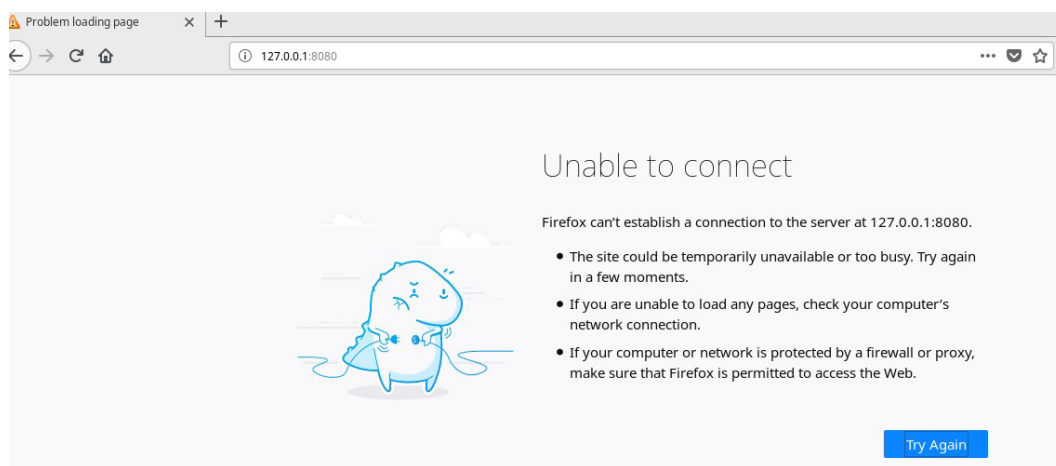 Problem loading page
127.0.0.1:8080
Unable to connect
Firefox can’t establish a connection to the server at 127.0.0.1:8080.
● The site could be temporarily unavailable or too busy. Try again
in a few moments.
● If you are unable to load any pages, check your computer’s
network connection.
● If your computer or network is protected by a firewall or proxy,
make sure that Firefox is permitted to access the Web.
Try Again